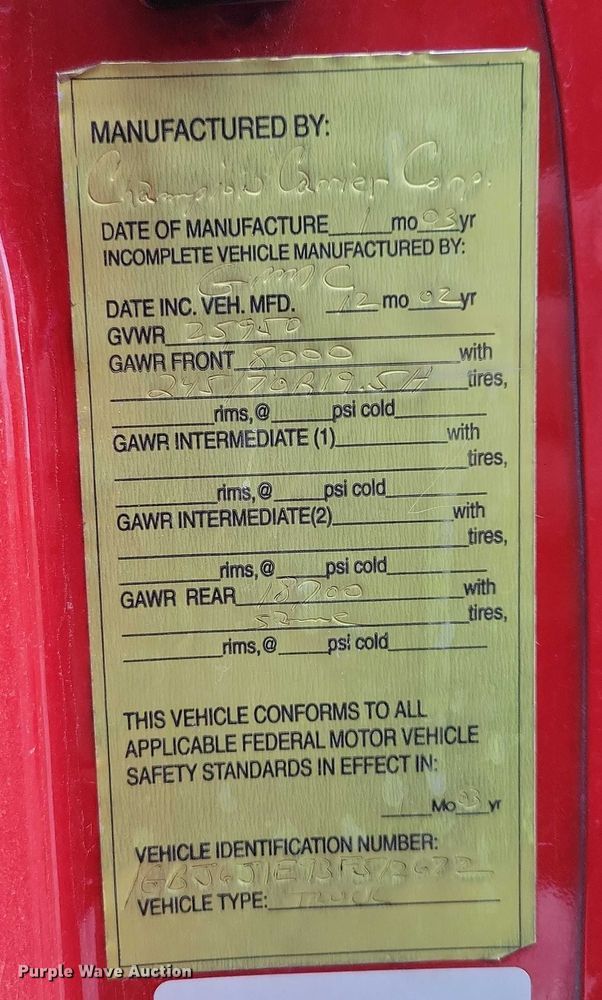 MANUFACTURED BY:
Champion Carrier Corp.
DATE OF MANUFACTURE 1 mo 03 yr
INCOMPLETE VEHICLE MANUFACTURED BY:
GMC
DATE INC. VEH. MFD. 12 mo 02 yr
GVWR 25950
GAWR FRONT 8000 with
245/70R19.5/H tires,
rims, @ psi cold
GAWR INTERMEDIATE (1) with
tires,
rims, @ psi cold
GAWR INTERMEDIATE(2) with
tires,
rims, @ psi cold
GAWR REAR with
same tires,
rims, @ psi cold
THIS VEHICLE CONFORMS TO ALL
APPLICABLE FEDERAL MOTOR VEHICLE
SAFETY STANDARDS IN EFFECT IN:
1 Mo 03 yr
VEHICLE IDENTIFICATION NUMBER:
VEHICLE TYPE: TRUCK
Purple Wave Auction